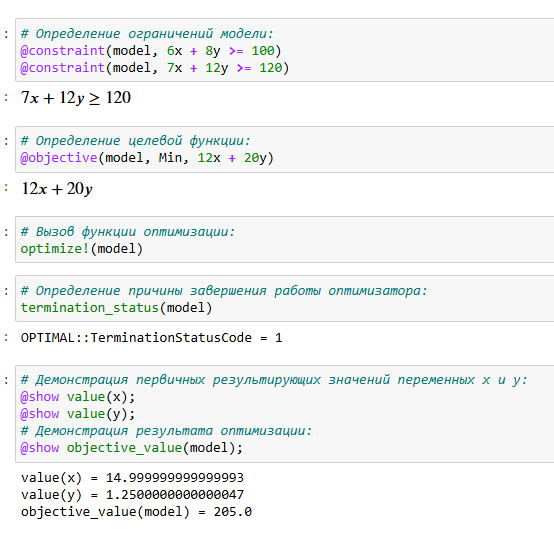 : # Определение ограничений модели:
@constraint(model, 6x + 8y >= 100)
@constraint(model, 7x + 12y >= 120)
: 7x + 12y ≥ 120
: # Определение целевой функции:
@objective(model, Min, 12x + 20y)
: 12x + 20y
: # Вызов функции оптимизации:
optimize!(model)
: # Определение причины завершения работы оптимизатора:
termination_status(model)
: OPTIMAL::TerminationStatusCode = 1
: # Демонстрация первичных результирующих значений переменных x и y:
@show value(x);
@show value(y);
# Демонстрация результата оптимизации:
@show objective_value(model);
value(x) = 14.999999999999993
value(y) = 1.2500000000000047
objective_value(model) = 205.0